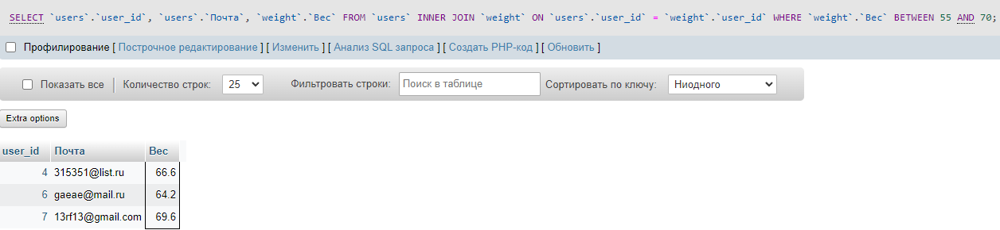 SELECT `users`.`user_id`, `users`.`Почта`, `weight`.`Вес` FROM `users` INNER JOIN `weight` ON `users`.`user_id` = `weight`.`user_id` WHERE `weight`.`Вес` BETWEEN 55 AND 70;
Профилирование [ Построчное редактирование ] [ Изменить ] [ Анализ SQL запроса ] [ Создать PHP-код ] [ Обновить ]
Показать все Количество строк: 25 Фильтровать строки: Поиск в таблице Сортировать по ключу: Ниодного
Extra options
user_id Почта Вес
4 315351@list.ru 66.6
6 gaeae@mail.ru 64.2
7 13rf13@gmail.com 69.6